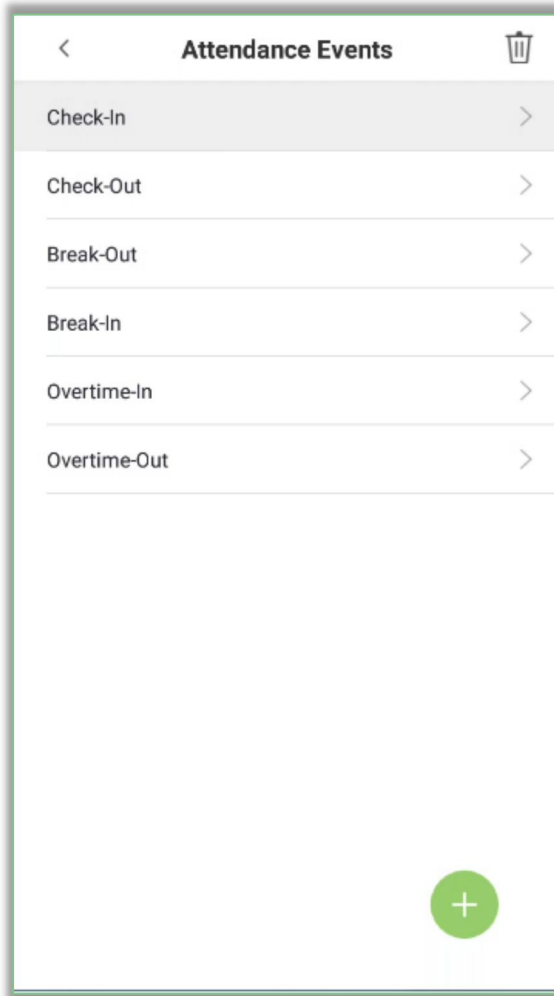 Attendance Events
Check-In
Check-Out
Break-Out
Break-In
Overtime-In
Overtime-Out